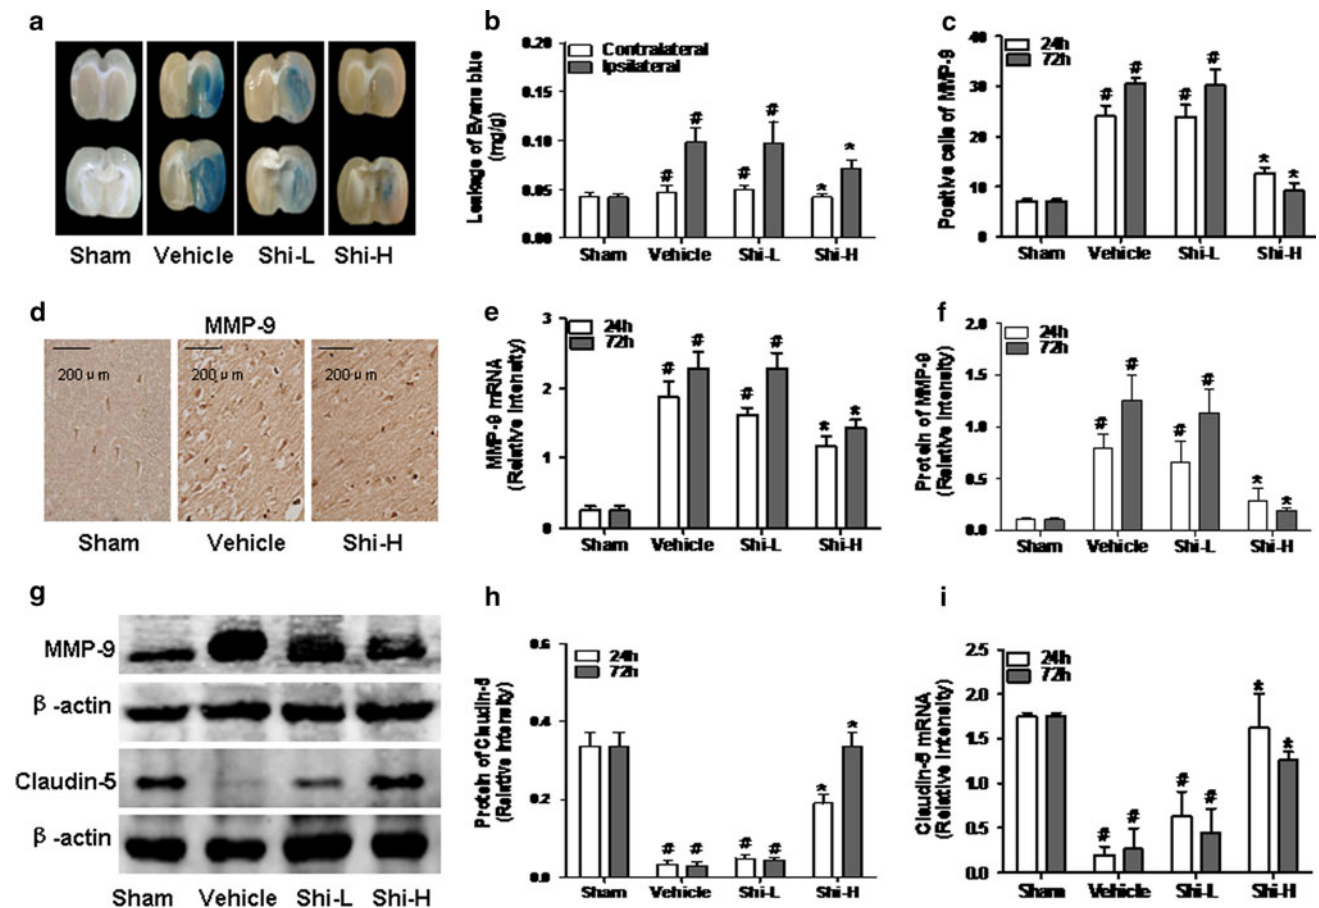 a
Sham Vehicle Shi-L Shi-H
b
Leakage of Evans blue
(mg/g)
0.20
0.15
0.10
0.05
0.00
Contralateral
Ipsilateral
# # # # * *
Sham Vehicle Shi-L Shi-H
c
Positive cells of MMP-9
40
30
20
10
0
24h
72h
# # # # * *
Sham Vehicle Shi-L Shi-H
d
MMP-9
200 μm 200 μm 200 μm
Sham Vehicle Shi-H
e
MMP-9 mRNA
(Relative Intensity)
3
2
1
0
24h
72h
# # # # * *
Sham Vehicle Shi-L Shi-H
f
Protein of MMP-9
(Relative Intensity)
2.0
1.5
1.0
0.5
0.0
24h
72h
# # # # * *
Sham Vehicle Shi-L Shi-H
g
MMP-9
β-actin
Claudin-5
β-actin
Sham Vehicle Shi-L Shi-H
h
Protein of Claudin-5
(Relative Intensity)
0.6
0.4
0.2
0.0
24h
72h
# # # # * *
Sham Vehicle Shi-L Shi-H
i
Claudin-5 mRNA
(Relative Intensity)
2.5
2.0
1.5
1.0
0.5
0.0
24h
72h
# # # # * *
Sham Vehicle Shi-L Shi-H